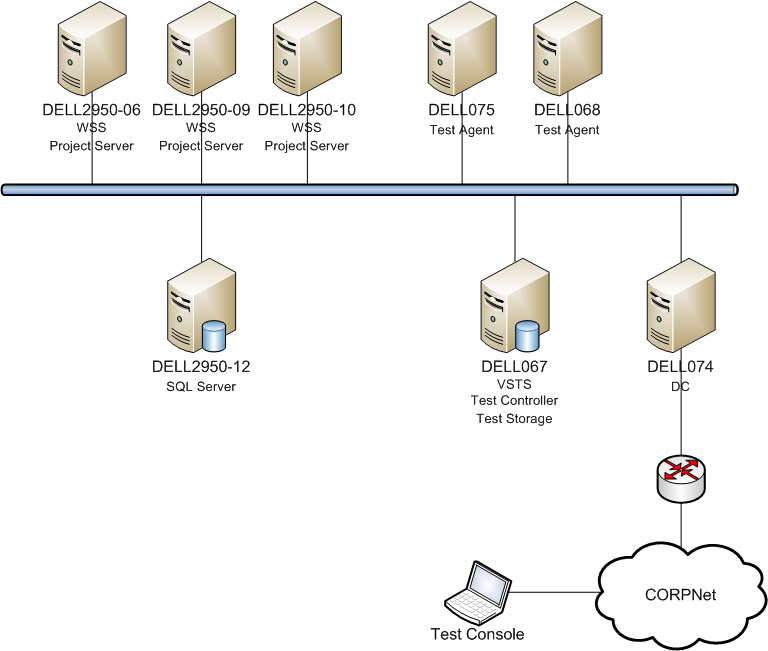 DELL2950-06
WSS
Project Server
DELL2950-09
WSS
Project Server
DELL2950-10
WSS
Project Server
DELL075
Test Agent
DELL068
Test Agent
DELL2950-12
SQL Server
DELL067
VSTS
Test Controller
Test Storage
DELL074
DC
CORPNet
Test Console